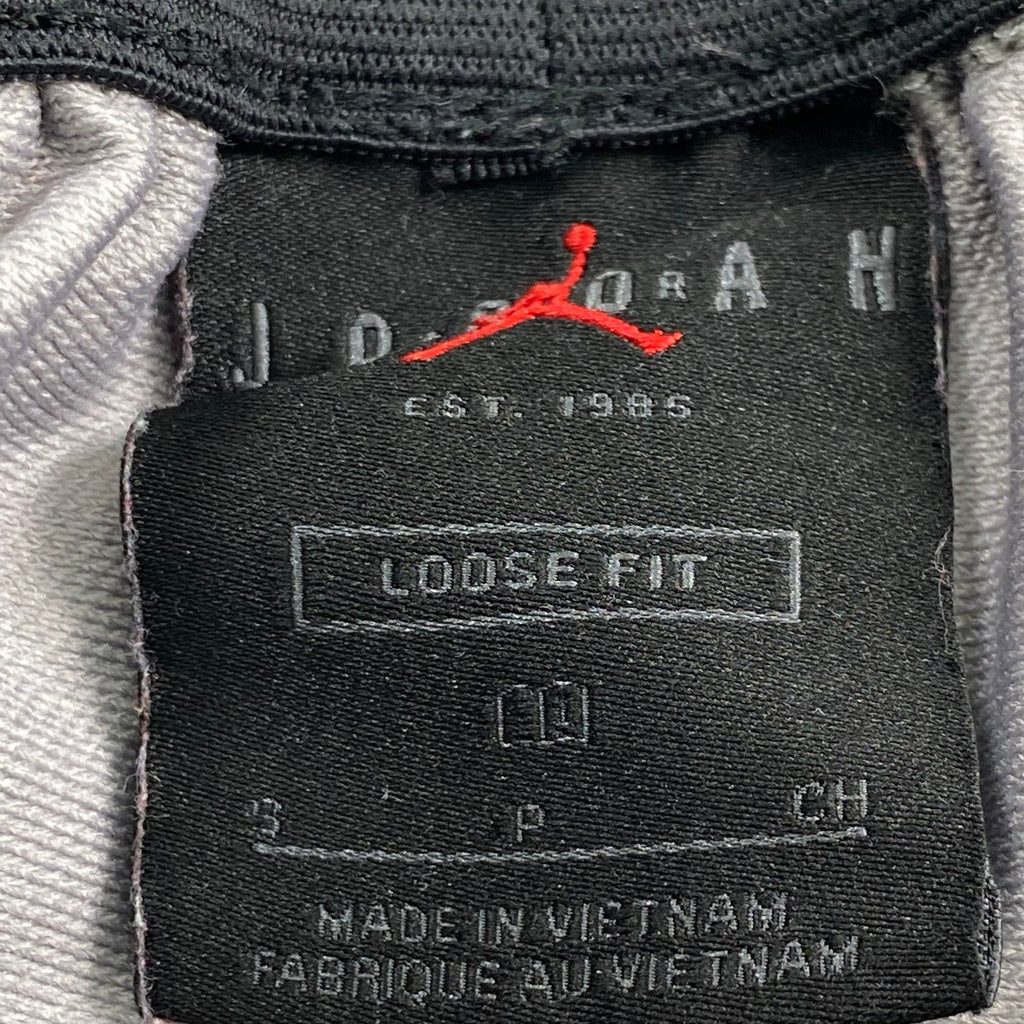 JORDAN
EST. 1985
LOOSE FIT
S P CH
MADE IN VIETNAM
FABRIQUE AU VIETNAM